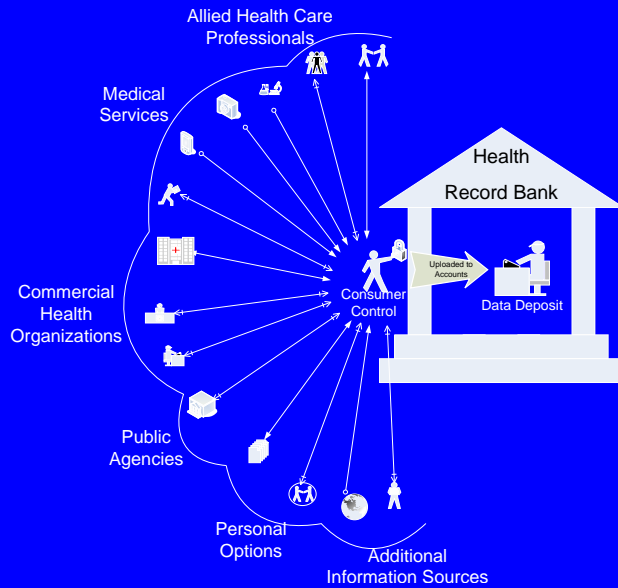 Allied Health Care
Professionals
Medical
Services
Health
Record Bank
Uploaded to
Accounts
Consumer
Control
Data Deposit
Commercial
Health
Organizations
Public
Agencies
Personal
Options
Additional
Information Sources